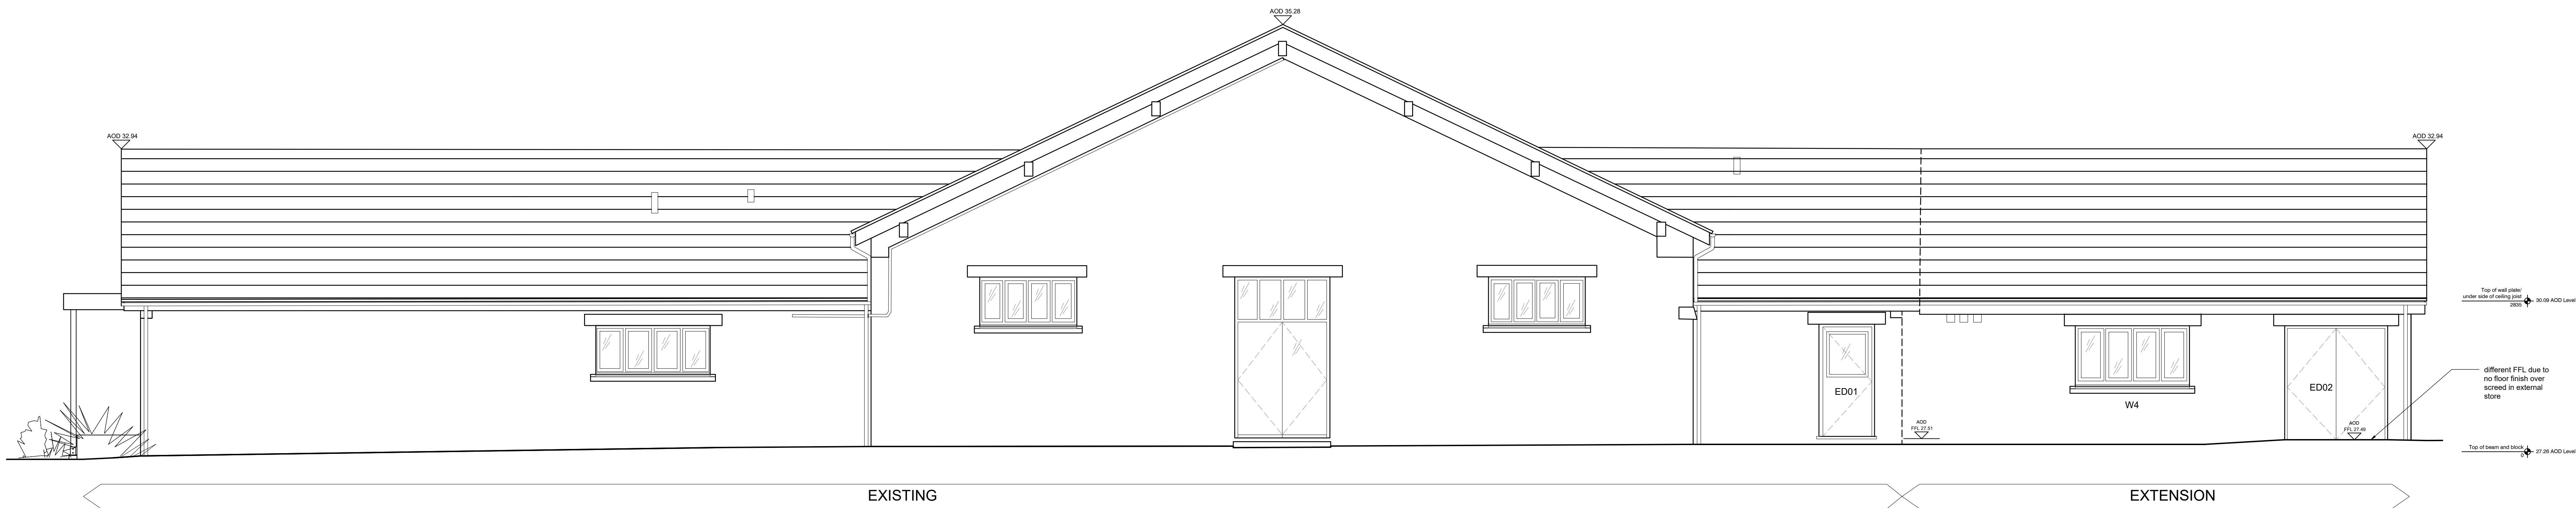 AOD 35.28
AOD 32.94
AOD 32.94
Top of wall plate/
under side of ceiling joist
2835
30.09 AOD Level
different FFL due to
no floor finish over
screed in external
store
ED01
W4
ED02
AOD
FFL 27.51
AOD
FFL 27.49
Top of beam and block
0
27.26 AOD Level
EXISTING
EXTENSION